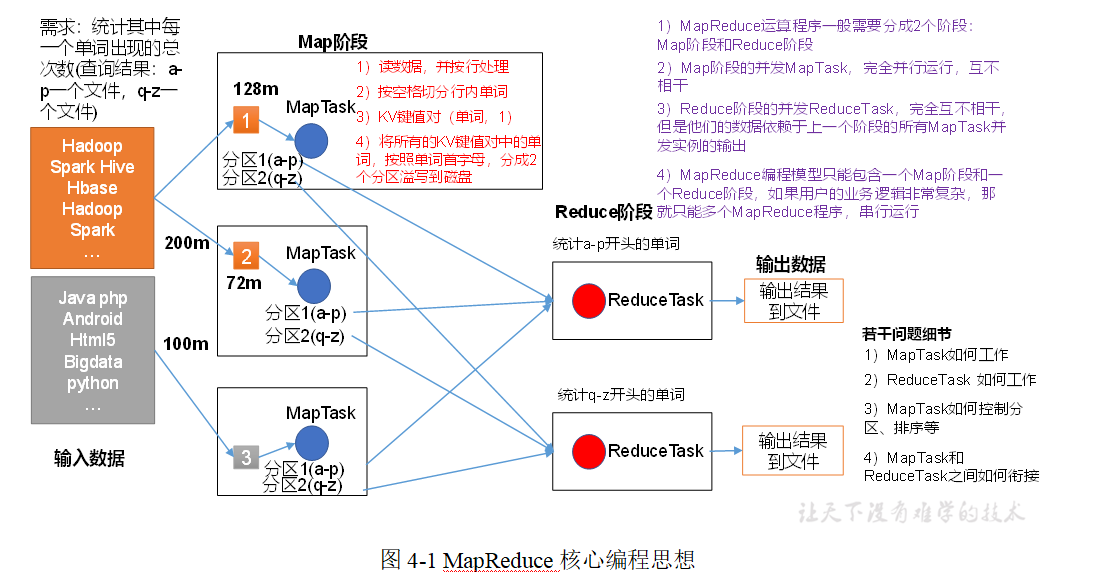 需求：统计其中每
一个单词出现的总
次数(查询结果：a-
p一个文件，q-z一
个文件)
Hadoop
Spark Hive
Hbase
Hadoop
Spark
…
Java php
Android
Html5
Bigdata
python
…
输入数据
200m
100m
Map阶段
128m
1
MapTask
分区1(a-p)
分区2(q-z)
1）读数据，并按行处理
2）按空格切分行内单词
3）KV键值对（单词，1）
4）将所有的KV键值对中的单
词，按照单词首字母，分成2
个分区溢写到磁盘
2
72m
MapTask
分区1(a-p)
分区2(q-z)
3
MapTask
分区1(a-p)
分区2(q-z)
Reduce阶段
统计a-p开头的单词
ReduceTask
统计q-z开头的单词
ReduceTask
输出数据
输出结果
到文件
输出结果
到文件
1）MapReduce运算程序一般需要分成2个阶段：
Map阶段和Reduce阶段
2）Map阶段的并发MapTask，完全并行运行，互不
相干
3）Reduce阶段的并发ReduceTask，完全互不相干，
但是他们的数据依赖于上一个阶段的所有MapTask并
发实例的输出
4）MapReduce编程模型只能包含一个Map阶段和一
个Reduce阶段，如果用户的业务逻辑非常复杂，那
就只能多个MapReduce程序，串行运行
若干问题细节
1）MapTask如何工作
2）ReduceTask 如何工作
3）MapTask如何控制分
区、排序等
4）MapTask和
ReduceTask之间如何衔接
让天下没有难学的技术
图 4-1 MapReduce 核心编程思想